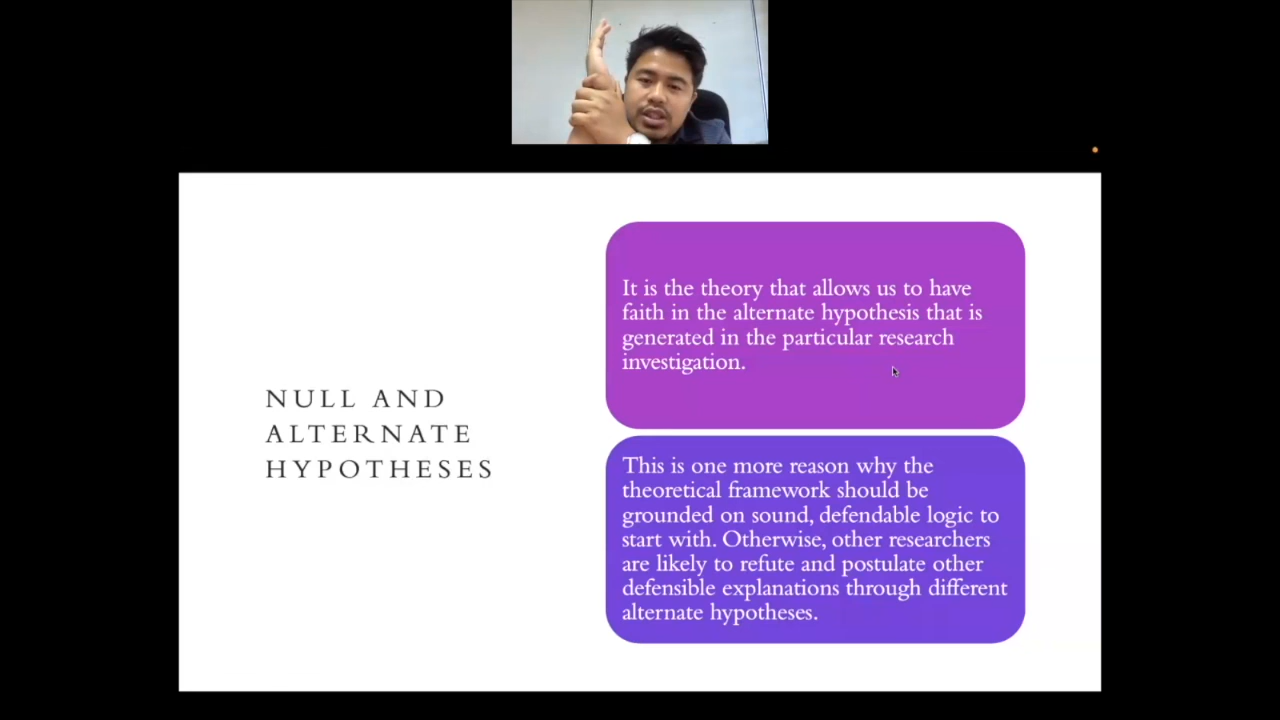 NULL AND
ALTERNATE
HYPOTHESES
It is the theory that allows us to have
faith in the alternate hypothesis that is
generated in the particular research
investigation.
This is one more reason why the
theoretical framework should be
grounded on sound, defendable logic to
start with. Otherwise, other researchers
are likely to refute and postulate other
defensible explanations through different
alternate hypotheses.